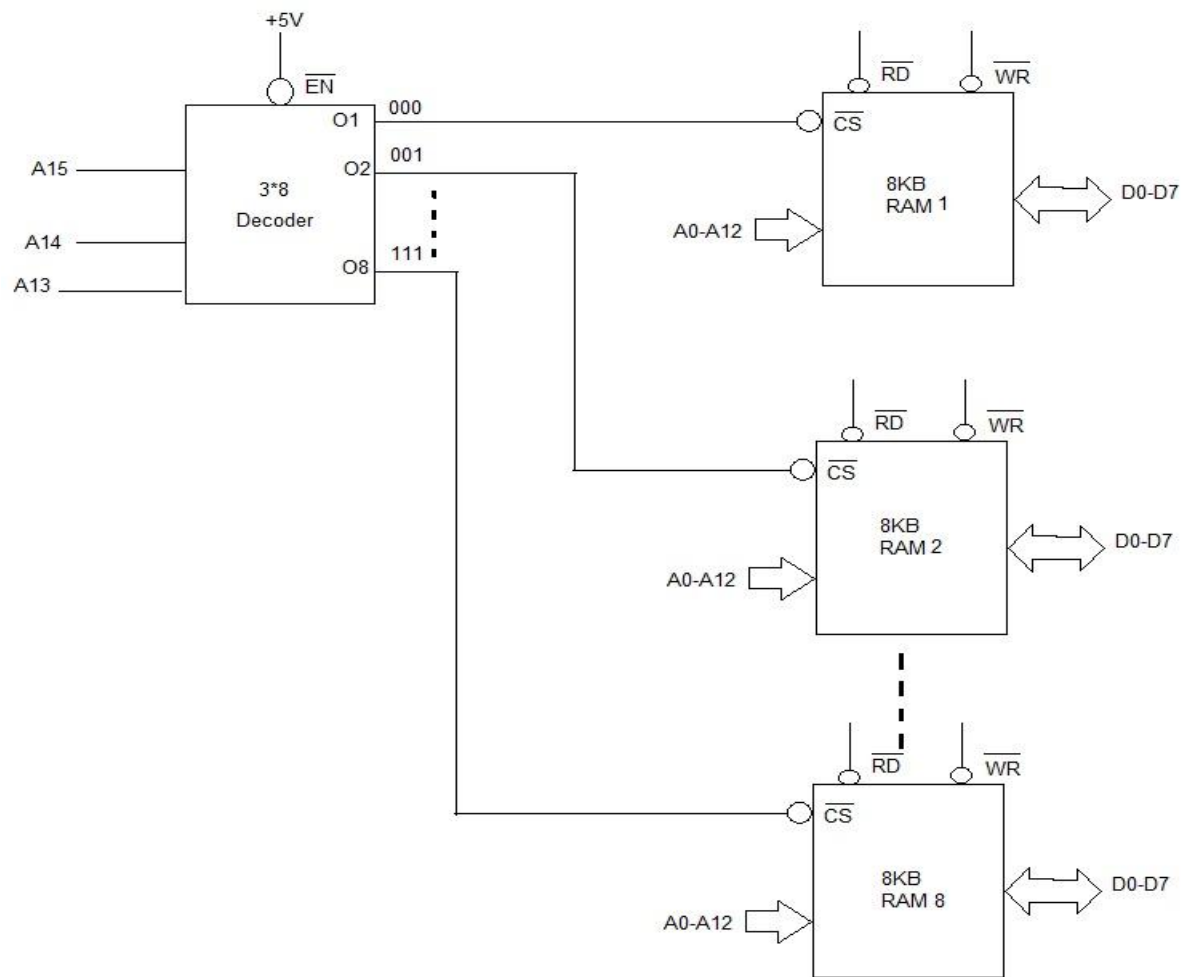 +5V
EN
O1
000
O2
001
O8
111
A15
A14
A13
3*8
Decoder
RD
WR
CS
8KB
RAM 1
A0-A12
D0-D7
RD
WR
CS
8KB
RAM 2
A0-A12
D0-D7
RD
WR
CS
8KB
RAM 8
A0-A12
D0-D7